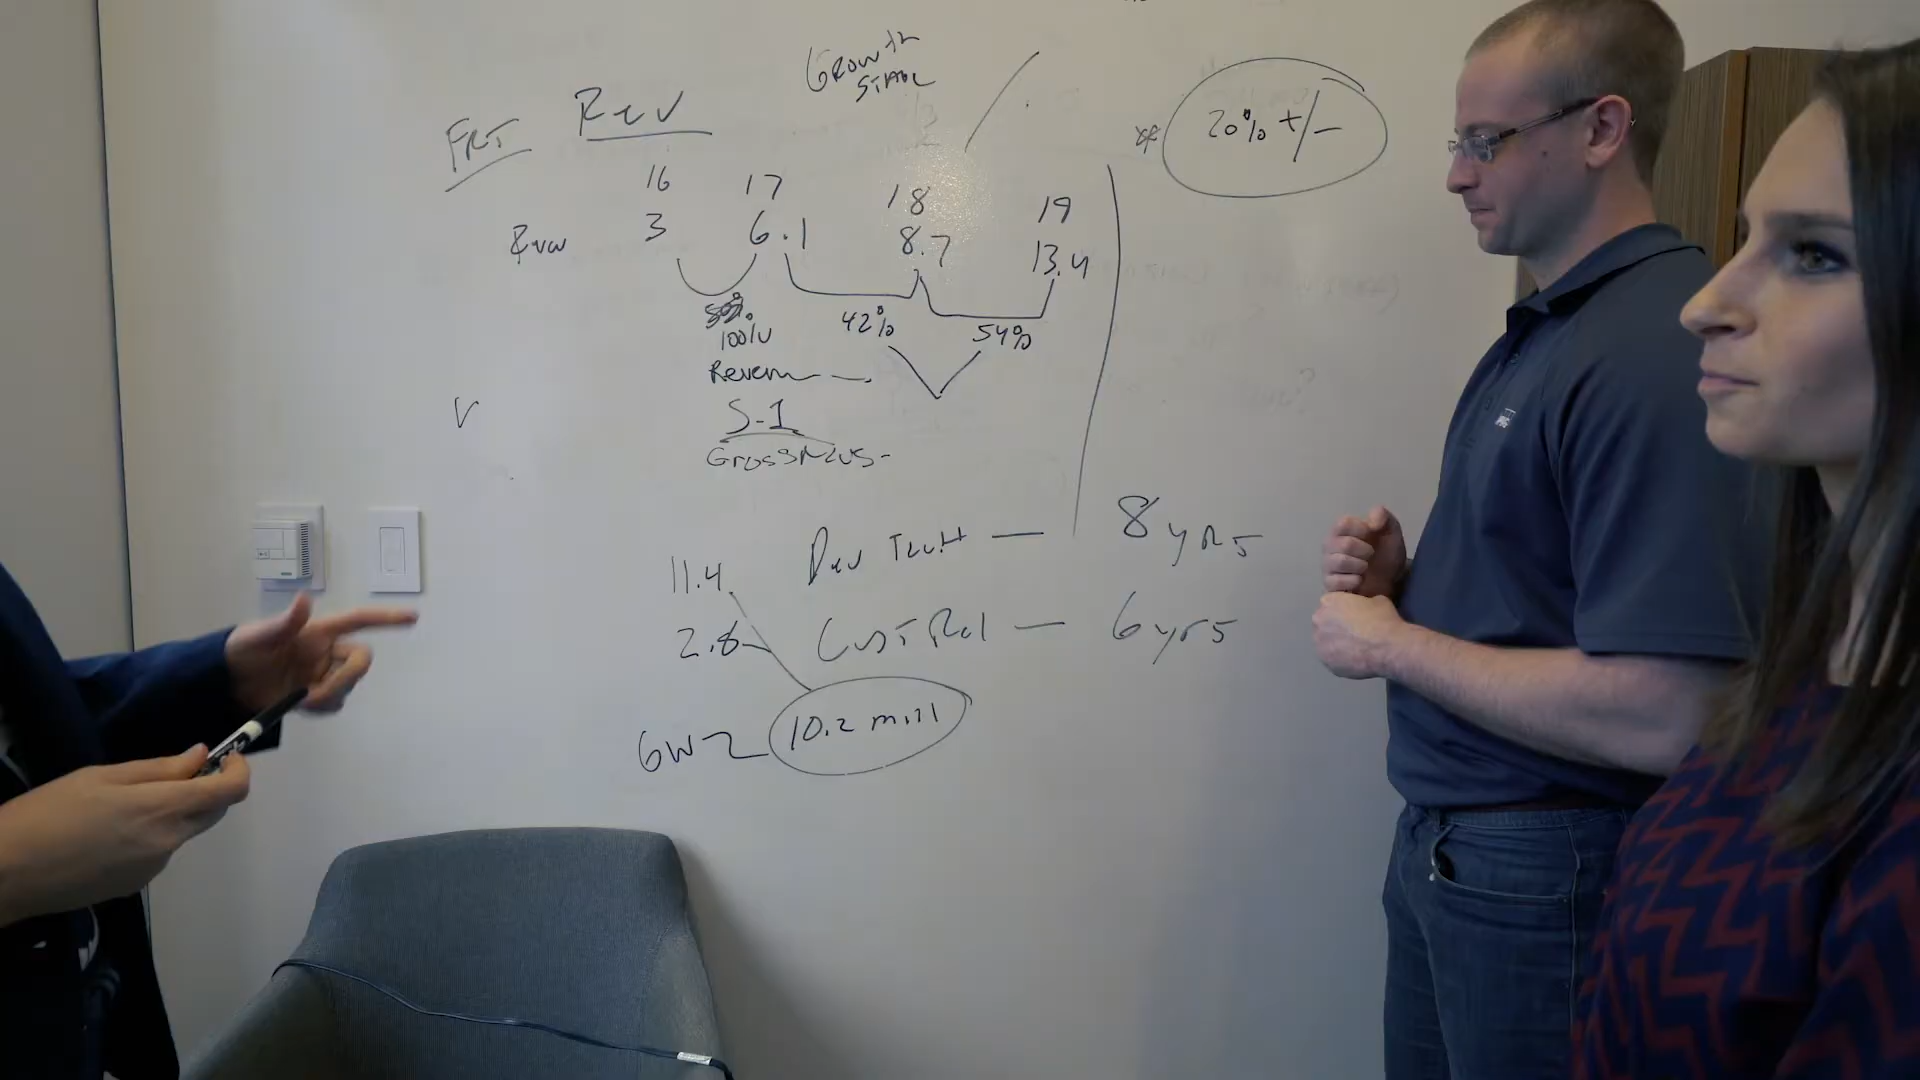 Growth
Stage
FRT Rev
* 20% +/-
16 17 18 19
Rev 3 6.1 8.7 13.4
100% 42% 54%
Revenue
S-1
11.4 Dev Tech — 8 yrs
2.8 Cust Rel — 6 yrs
GW 10.2 mill
V